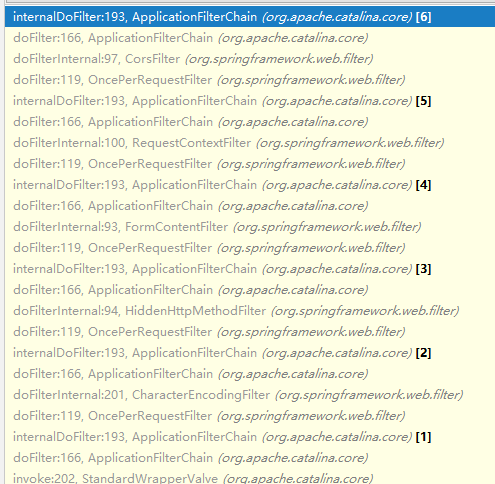 internalDoFilter:193, ApplicationFilterChain (org.apache.catalina.core) [6]
doFilter:166, ApplicationFilterChain (org.apache.catalina.core)
doFilterInternal:97, CorsFilter (org.springframework.web.filter)
doFilter:119, OncePerRequestFilter (org.springframework.web.filter)
internalDoFilter:193, ApplicationFilterChain (org.apache.catalina.core) [5]
doFilter:166, ApplicationFilterChain (org.apache.catalina.core)
doFilterInternal:100, RequestContextFilter (org.springframework.web.filter)
doFilter:119, OncePerRequestFilter (org.springframework.web.filter)
internalDoFilter:193, ApplicationFilterChain (org.apache.catalina.core) [4]
doFilter:166, ApplicationFilterChain (org.apache.catalina.core)
doFilterInternal:93, FormContentFilter (org.springframework.web.filter)
doFilter:119, OncePerRequestFilter (org.springframework.web.filter)
internalDoFilter:193, ApplicationFilterChain (org.apache.catalina.core) [3]
doFilter:166, ApplicationFilterChain (org.apache.catalina.core)
doFilterInternal:94, HiddenHttpMethodFilter (org.springframework.web.filter)
doFilter:119, OncePerRequestFilter (org.springframework.web.filter)
internalDoFilter:193, ApplicationFilterChain (org.apache.catalina.core) [2]
doFilter:166, ApplicationFilterChain (org.apache.catalina.core)
doFilterInternal:201, CharacterEncodingFilter (org.springframework.web.filter)
doFilter:119, OncePerRequestFilter (org.springframework.web.filter)
internalDoFilter:193, ApplicationFilterChain (org.apache.catalina.core) [1]
doFilter:166, ApplicationFilterChain (org.apache.catalina.core)
invoke:202, StandardWrapperValve (org.apache.catalina.core)